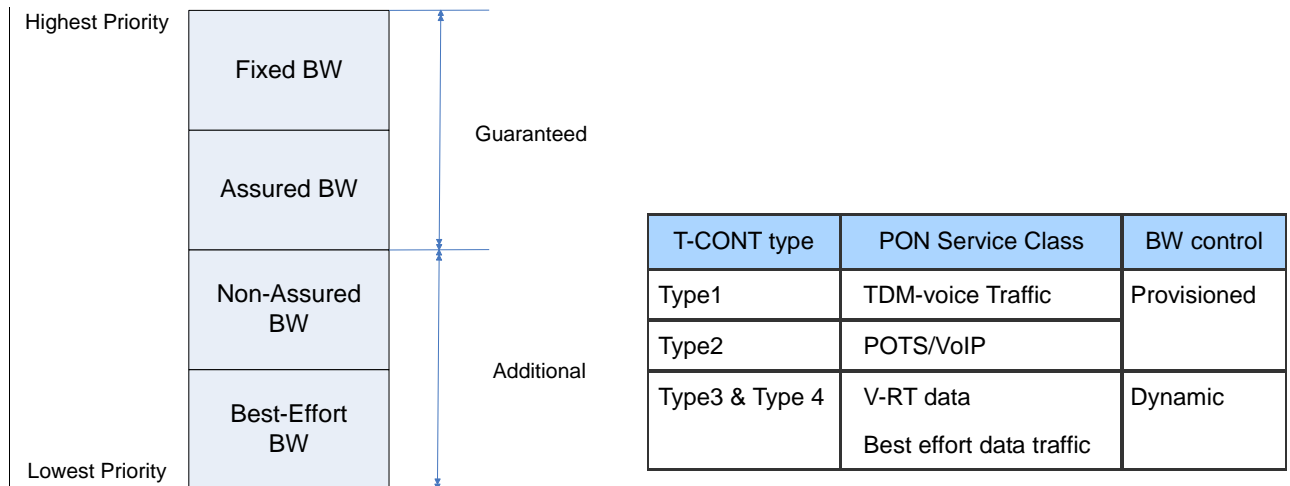 Highest Priority
Fixed BW
Guaranteed
Assured BW
Non-Assured
BW
Additional
Best-Effort
BW
Lowest Priority
T-CONT type PON Service Class BW control
Type1 TDM-voice Traffic Provisioned
Type2 POTS/VoIP
Type3 & Type 4 V-RT data Dynamic
Best effort data traffic